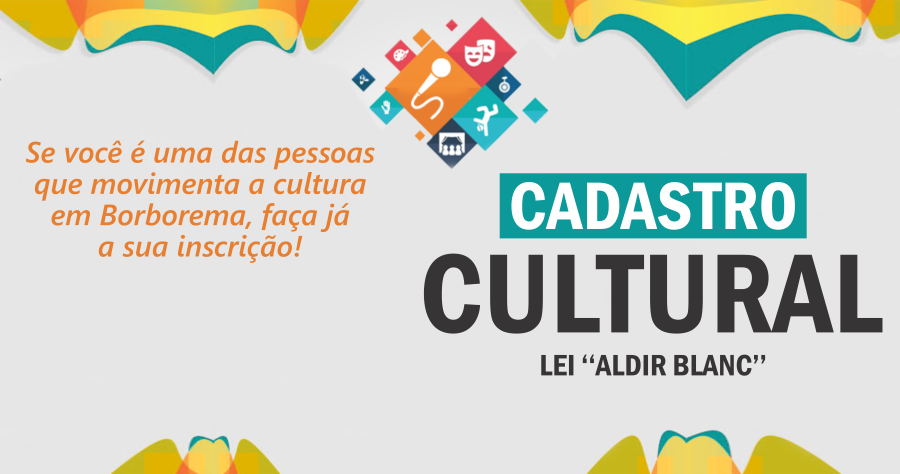 Se você é uma das pessoas
que movimenta a cultura
em Borborema, faça já
a sua inscrição!
CADASTRO
CULTURAL
LEI ‘‘ALDIR BLANC’’